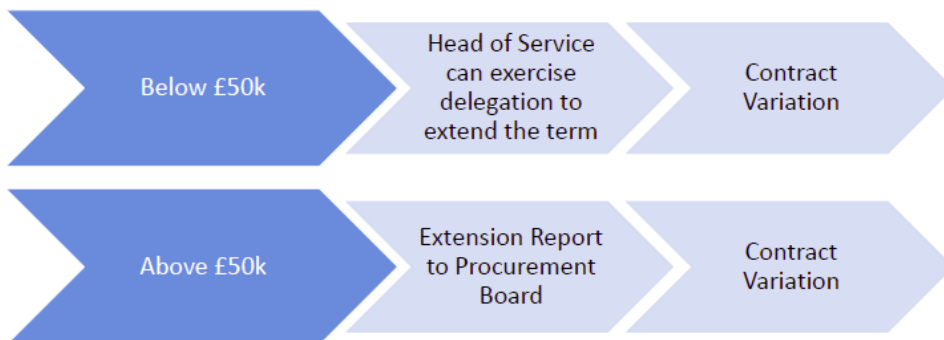 Below £50k
Head of Service
can exercise
delegation to
extend the term
Contract
Variation
Above £50k
Extension Report
to Procurement
Board
Contract
Variation